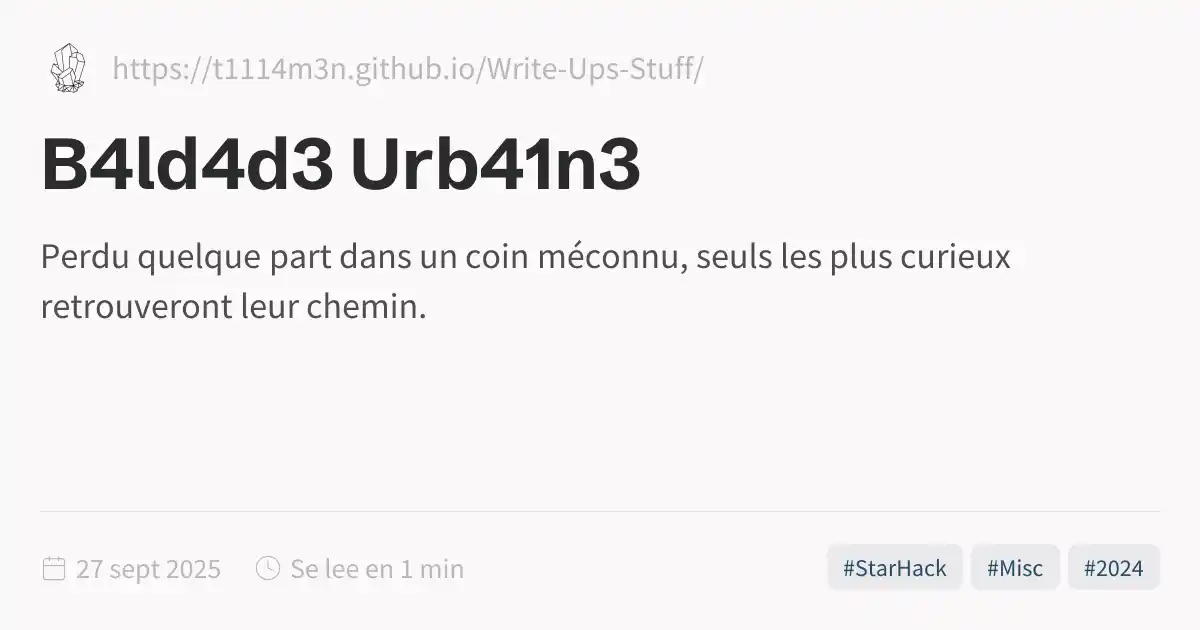 https://t1114m3n.github.io/Write-Ups-Stuff/
B4ld4d3 Urb41n3
Perdu quelque part dans un coin méconnu, seuls les plus curieux
retrouveront leur chemin.
27 sept 2025
Se lee en 1 min
#StarHack
#Misc
#2024